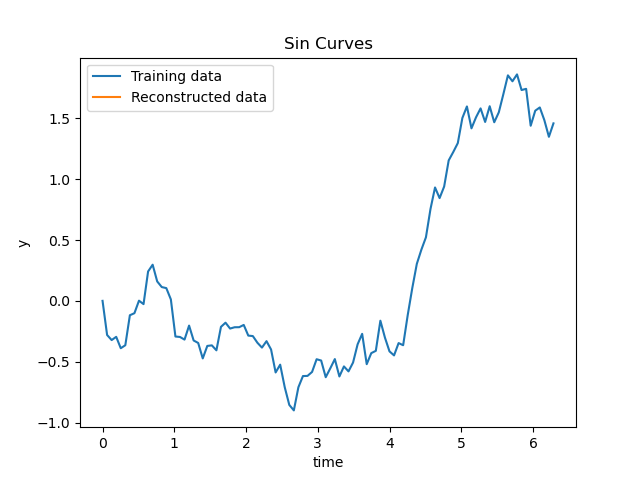 Sin Curves
Training data
Reconstructed data
1.5
1.0
0.5
0.0
−0.5
−1.0
y
0 1 2 3 4 5 6
time